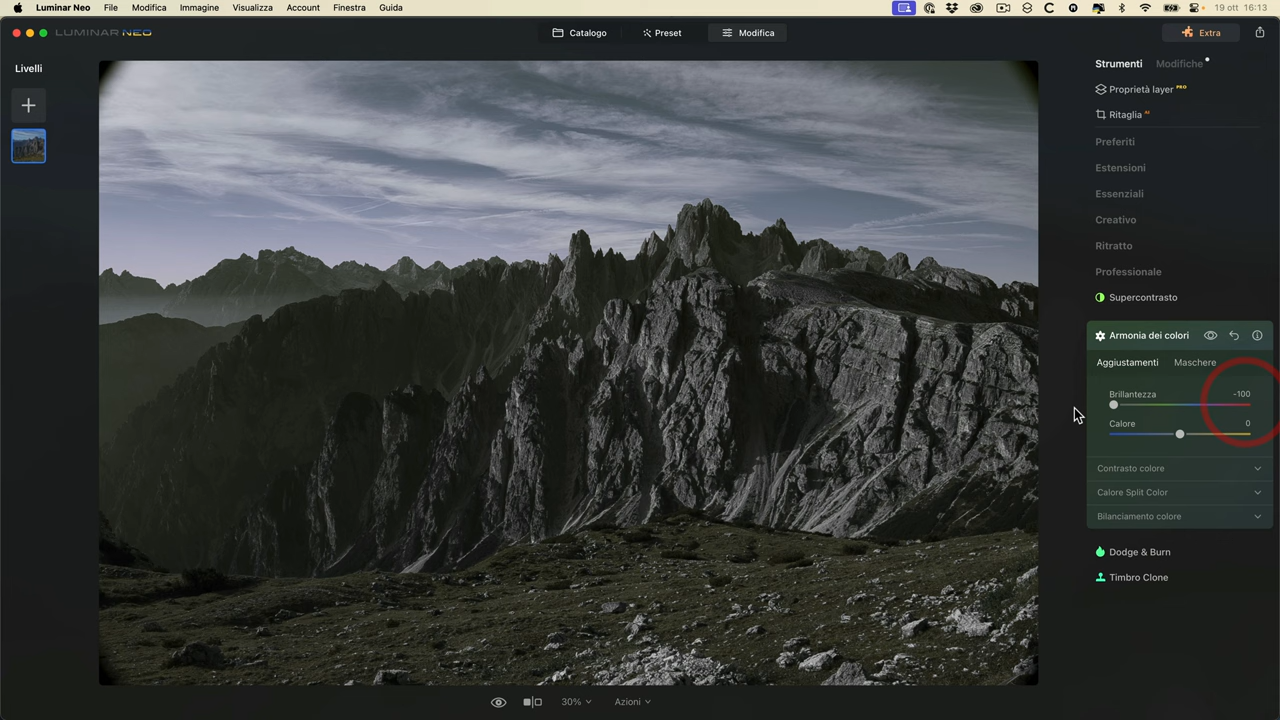 Luminar Neo File Modifica Immagine Visualizza Account Finestra Guida 19 ott 16:13
LUMINAR NEO Catalogo Preset Modifica Extra
Livelli
Strumenti Modifiche
Proprietà layer PRO
Ritaglia AI
Preferiti
Estensioni
Essenziali
Creativo
Ritratto
Professionale
Supercontrasto
Armonia dei colori
Aggiustamenti Maschere
Brillantezza -100
Calore 0
Contrasto colore
Calore Split Color
Bilanciamento colore
Dodge & Burn
Timbro Clone
30% Azioni